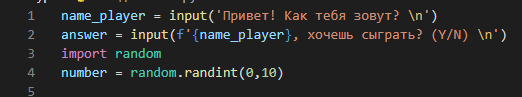 1 name_player = input('Привет! Как тебя зовут? \n')
2 answer = input(f'{name_player}, хочешь сыграть? (Y/N) \n')
3 import random
4 number = random.randint(0,10)
5